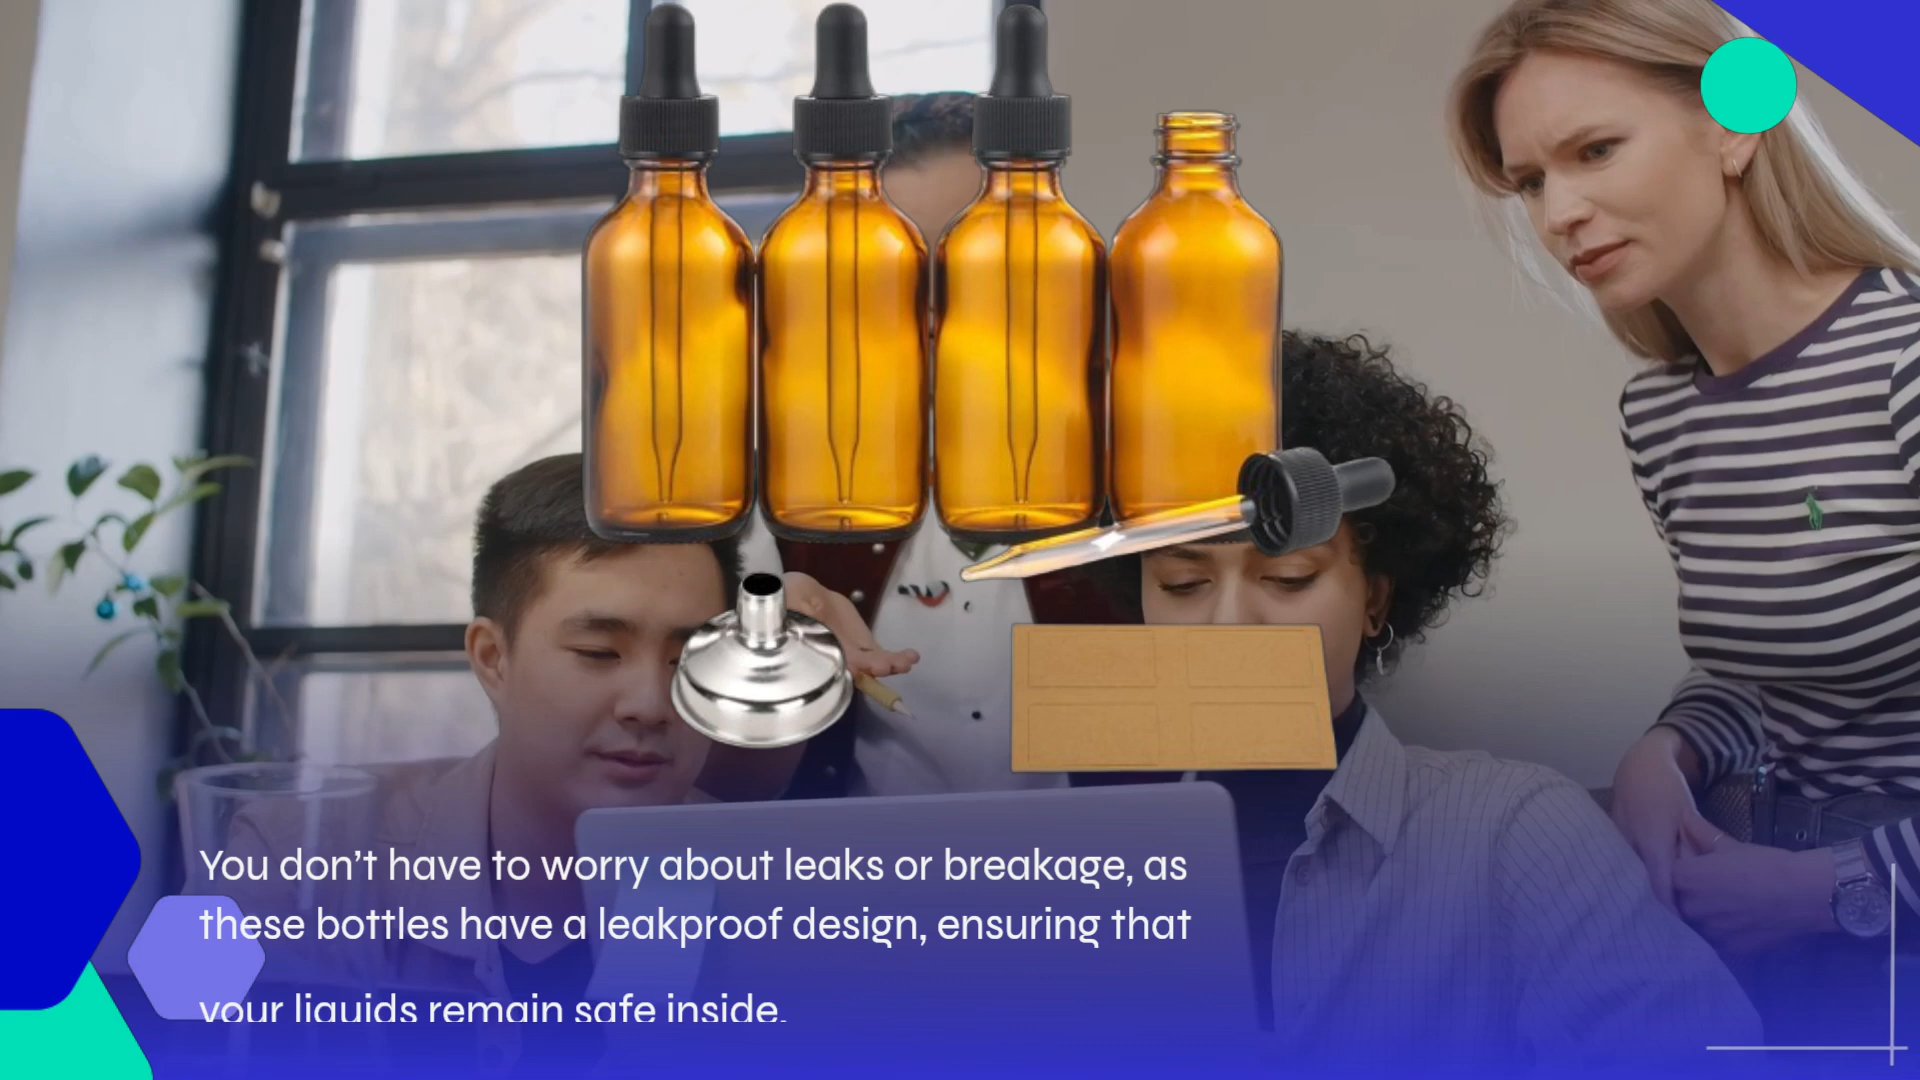 You don’t have to worry about leaks or breakage, as
these bottles have a leakproof design, ensuring that
your liquids remain safe inside.